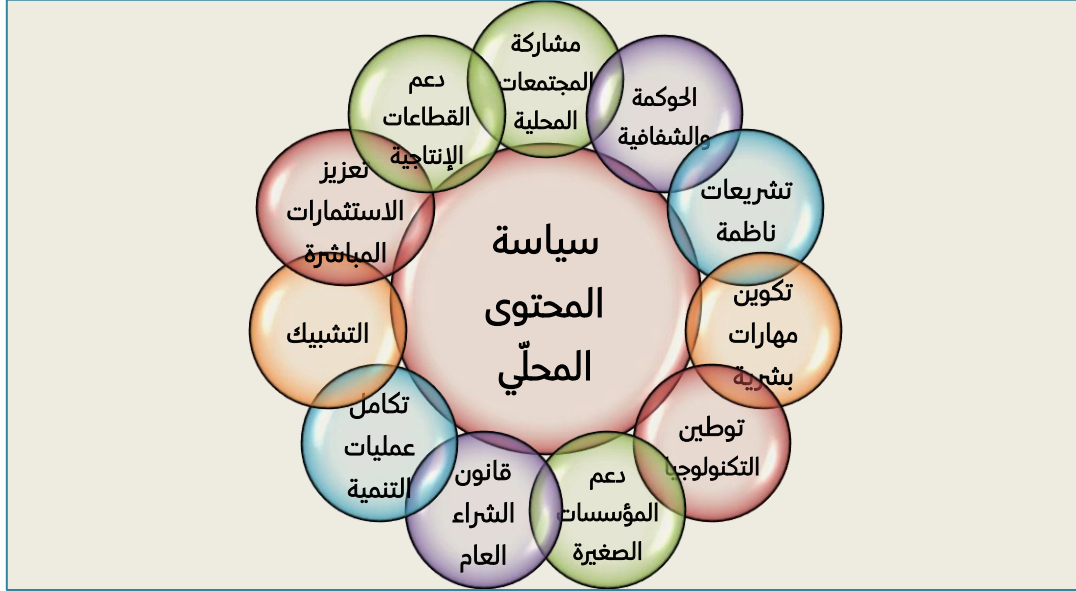 سياسة
المحتوى
المحلّي
مشاركة
المجتمعات
المحلية
الحوكمة
والشفافية
تشريعات
ناظمة
تكوين
مهارات
بشرية
توطين
التكنولوجيا
دعم
المؤسسات
الصغيرة
قانون
الشراء
العام
تكامل
عمليات
التنمية
التشبيك
تعزيز
الاستثمارات
المباشرة
دعم
القطاعات
الإنتاجية